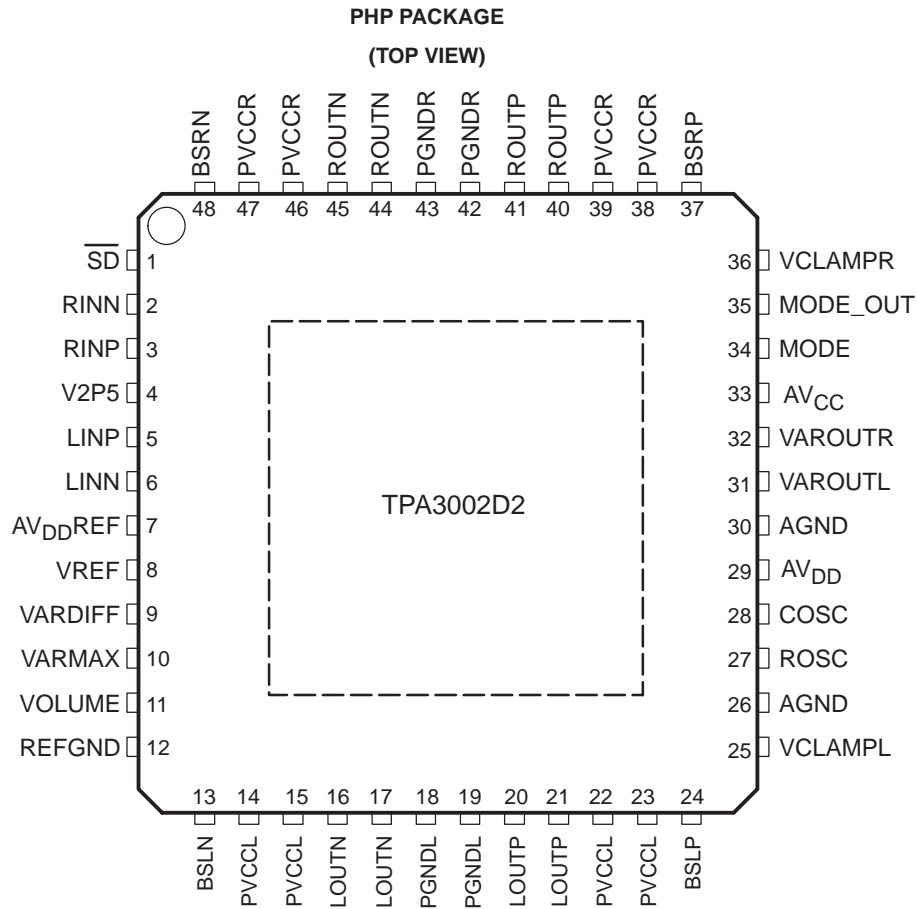 PHP PACKAGE
(TOP VIEW)
BSRN
PVCCR
PVCCR
ROUTN
ROUTN
PGNDR
PGNDR
ROUTP
ROUTP
PVCCR
PVCCR
BSRP
48 47 46 45 44 43 42 41 40 39 38 37
SD 1
RINN 2
RINP 3
V2P5 4
LINP 5
LINN 6
AVDDREF 7
VREF 8
VARDIFF 9
VARMAX 10
VOLUME 11
REFGND 12
TPA3002D2
36 VCLAMPR
35 MODE_OUT
34 MODE
33 AVCC
32 VAROUTR
31 VAROUTL
30 AGND
29 AVDD
28 COSC
27 ROSC
26 AGND
25 VCLAMPL
13 14 15 16 17 18 19 20 21 22 23 24
BSLN
PVCCL
PVCCL
LOUTN
LOUTN
PGNDL
PGNDL
LOUTP
LOUTP
PVCCL
PVCCL
BSLP